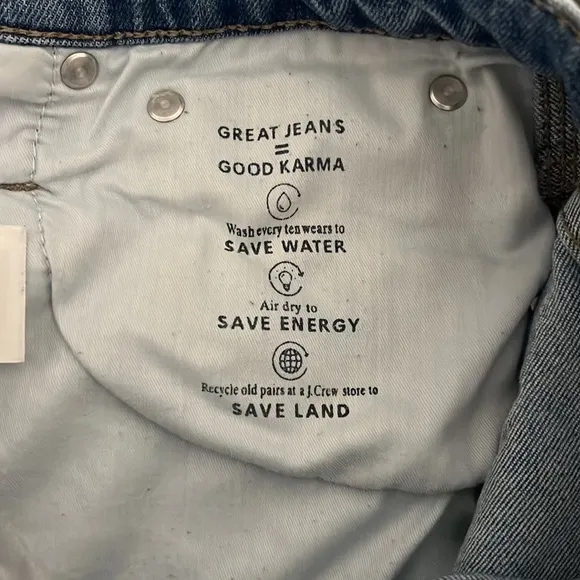 GREAT JEANS
=
GOOD KARMA
Wash every ten wears to
SAVE WATER
Air dry to
SAVE ENERGY
Recycle old pairs at a J.Crew store to
SAVE LAND